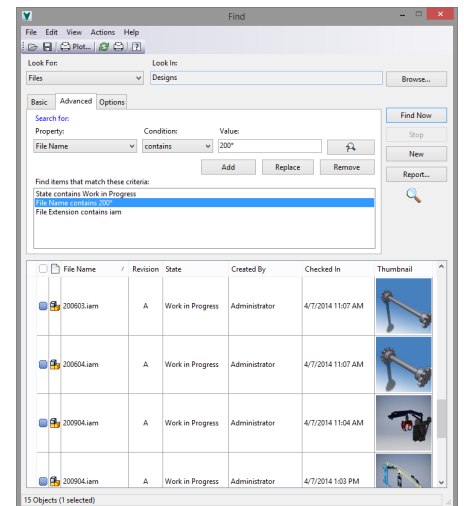 Find
File Edit View Actions Help
Plot...
Look For: Look In:
Files Designs Browse...
Basic Advanced Options
Find Now
Search for:
Stop
Property: Condition: Value:
File Name contains 200*
New
Add Replace Remove
Report...
Find items that match these criteria:
State contains Work in Progress
File Name contains 200*
File Extension contains iam
File Name / Revision State Created By Checked In Thumbnail
200603.iam A Work in Progress Administrator 4/7/2014 11:07 AM
200604.iam A Work in Progress Administrator 4/7/2014 11:07 AM
200904.iam A Work in Progress Administrator 4/7/2014 11:04 AM
200904.iam A Work in Progress Administrator 4/7/2014 1:03 PM
15 Objects (1 selected)